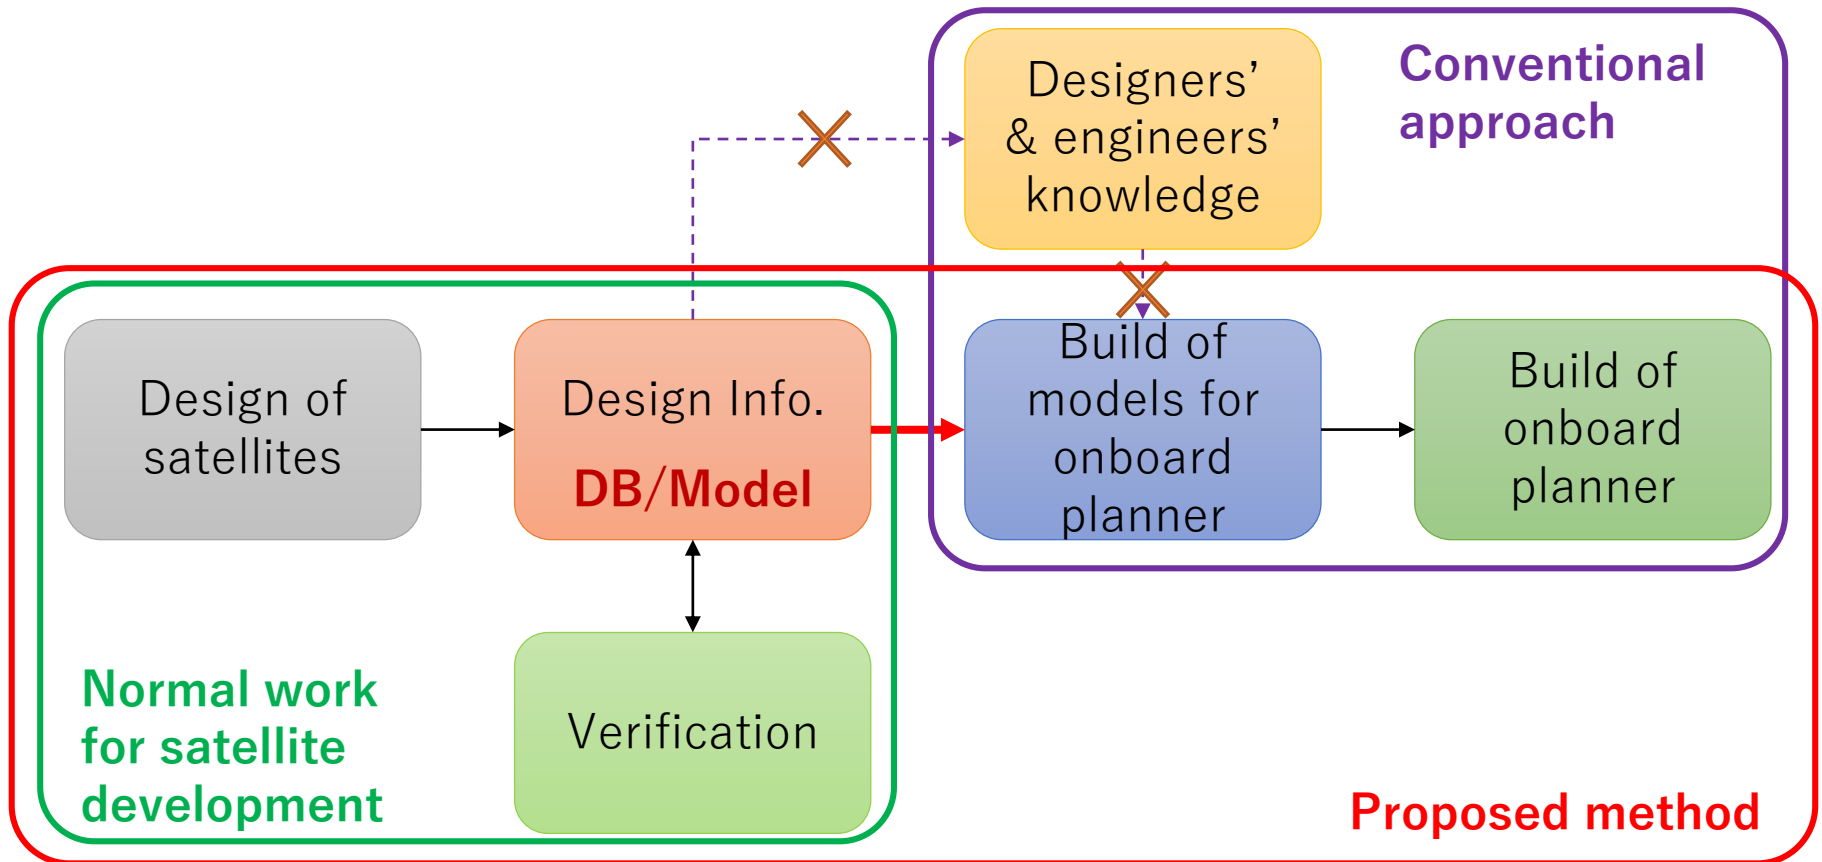 Designers’
& engineers’
knowledge
Conventional
approach
Design of
satellites
Design Info.
DB/Model
Build of
models for
onboard
planner
Build of
onboard
planner
Normal work
for satellite
development
Verification
Proposed method